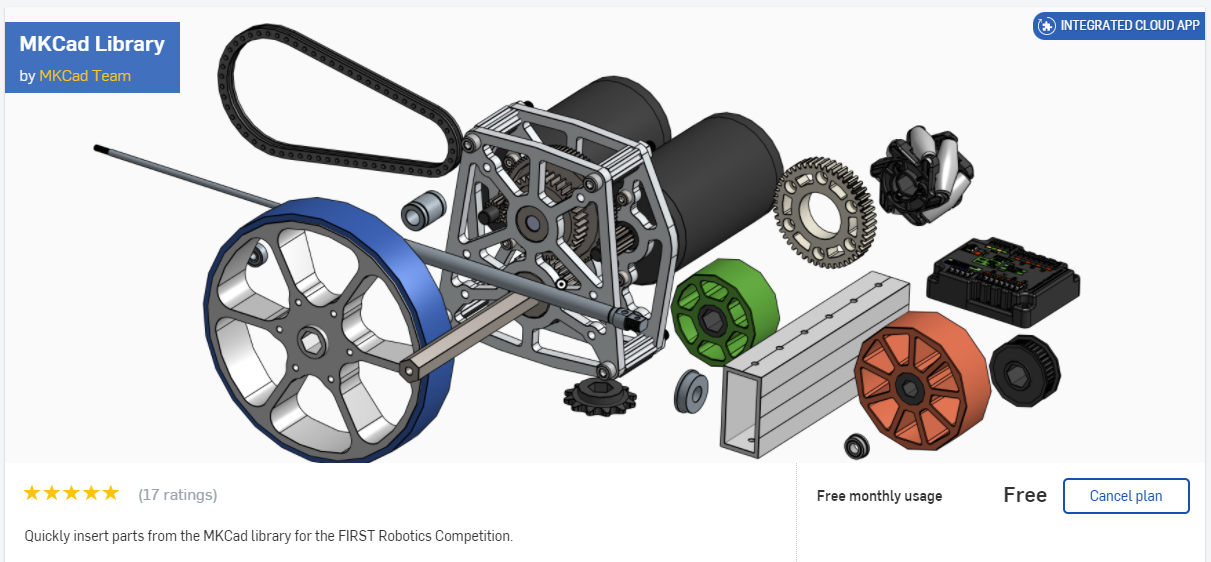 MKCad Library
by MKCad Team
INTEGRATED CLOUD APP
(17 ratings)
Free monthly usage
Free
Cancel plan
Quickly insert parts from the MKCad library for the FIRST Robotics Competition.